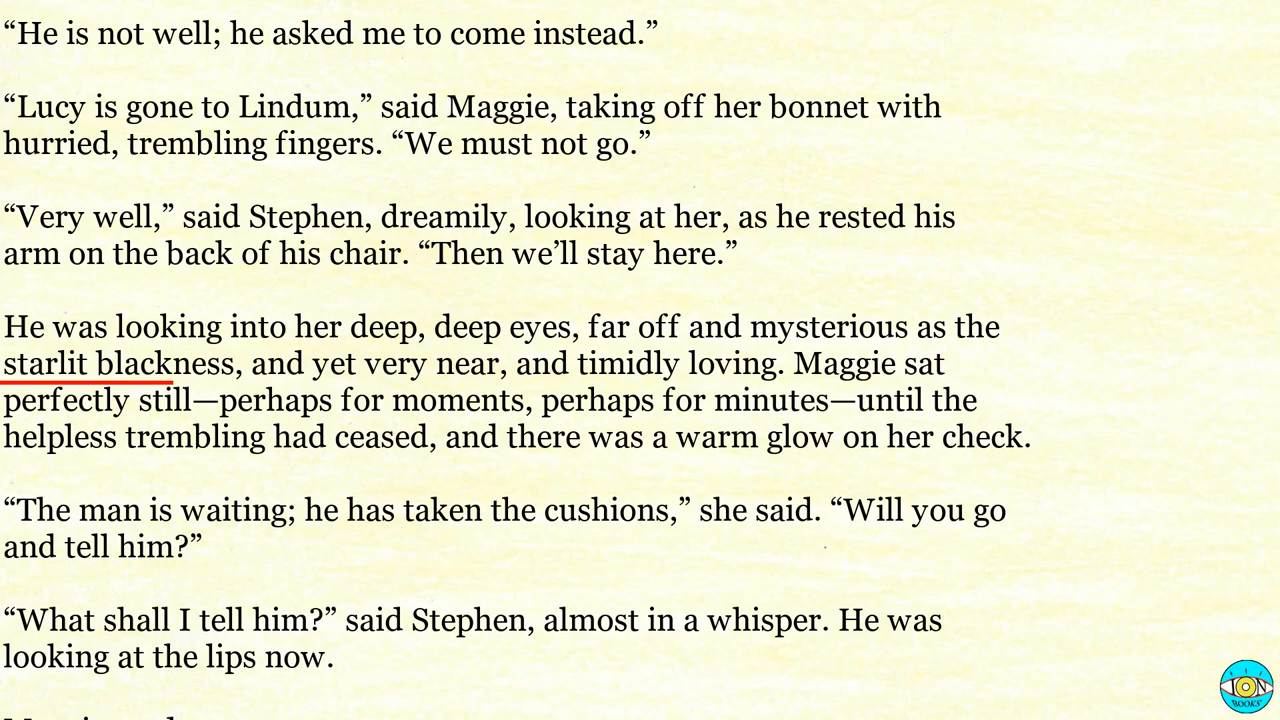 “He is not well; he asked me to come instead.”
“Lucy is gone to Lindum,” said Maggie, taking off her bonnet with
hurried, trembling fingers. “We must not go.”
“Very well,” said Stephen, dreamily, looking at her, as he rested his
arm on the back of his chair. “Then we’ll stay here.”
He was looking into her deep, deep eyes, far off and mysterious as the
starlit blackness, and yet very near, and timidly loving. Maggie sat
perfectly still—perhaps for moments, perhaps for minutes—until the
helpless trembling had ceased, and there was a warm glow on her check.
“The man is waiting; he has taken the cushions,” she said. “Will you go
and tell him?”
“What shall I tell him?” said Stephen, almost in a whisper. He was
looking at the lips now.
ION
BOOKS